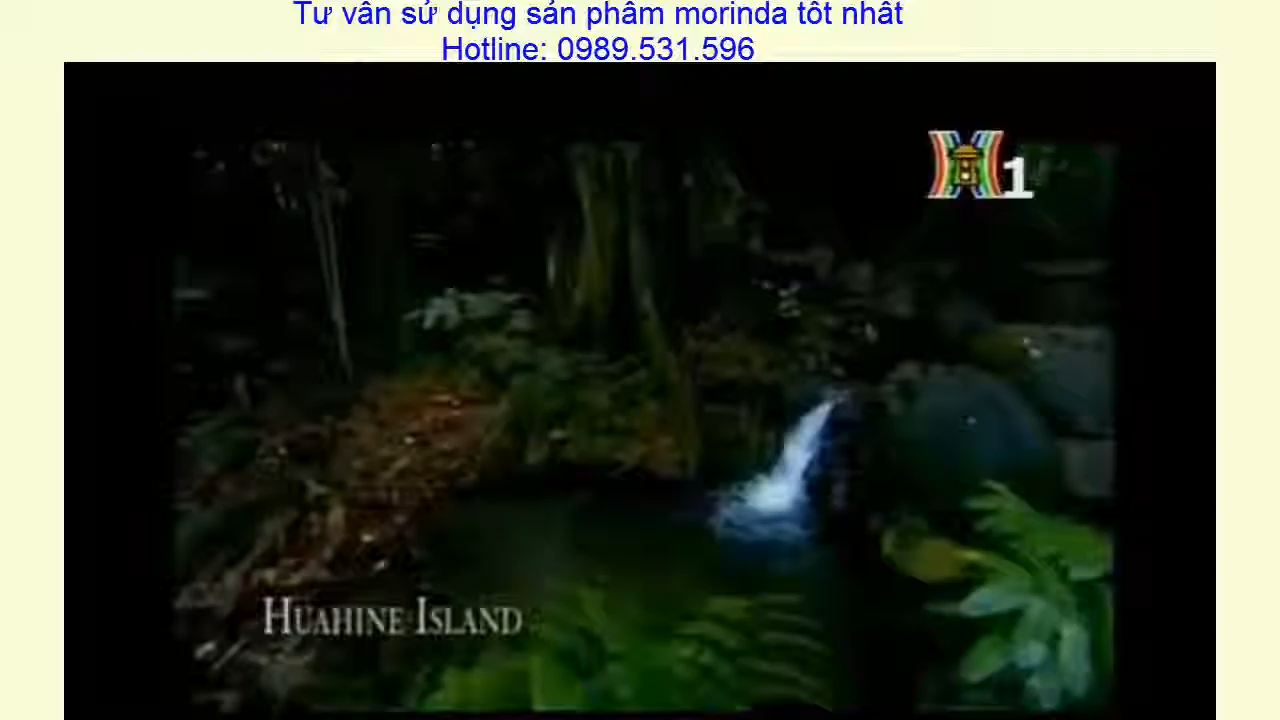 Tư vấn sử dụng sản phẩm morinda tốt nhất
Hotline: 0989.531.596
1
HUAHINE ISLAND